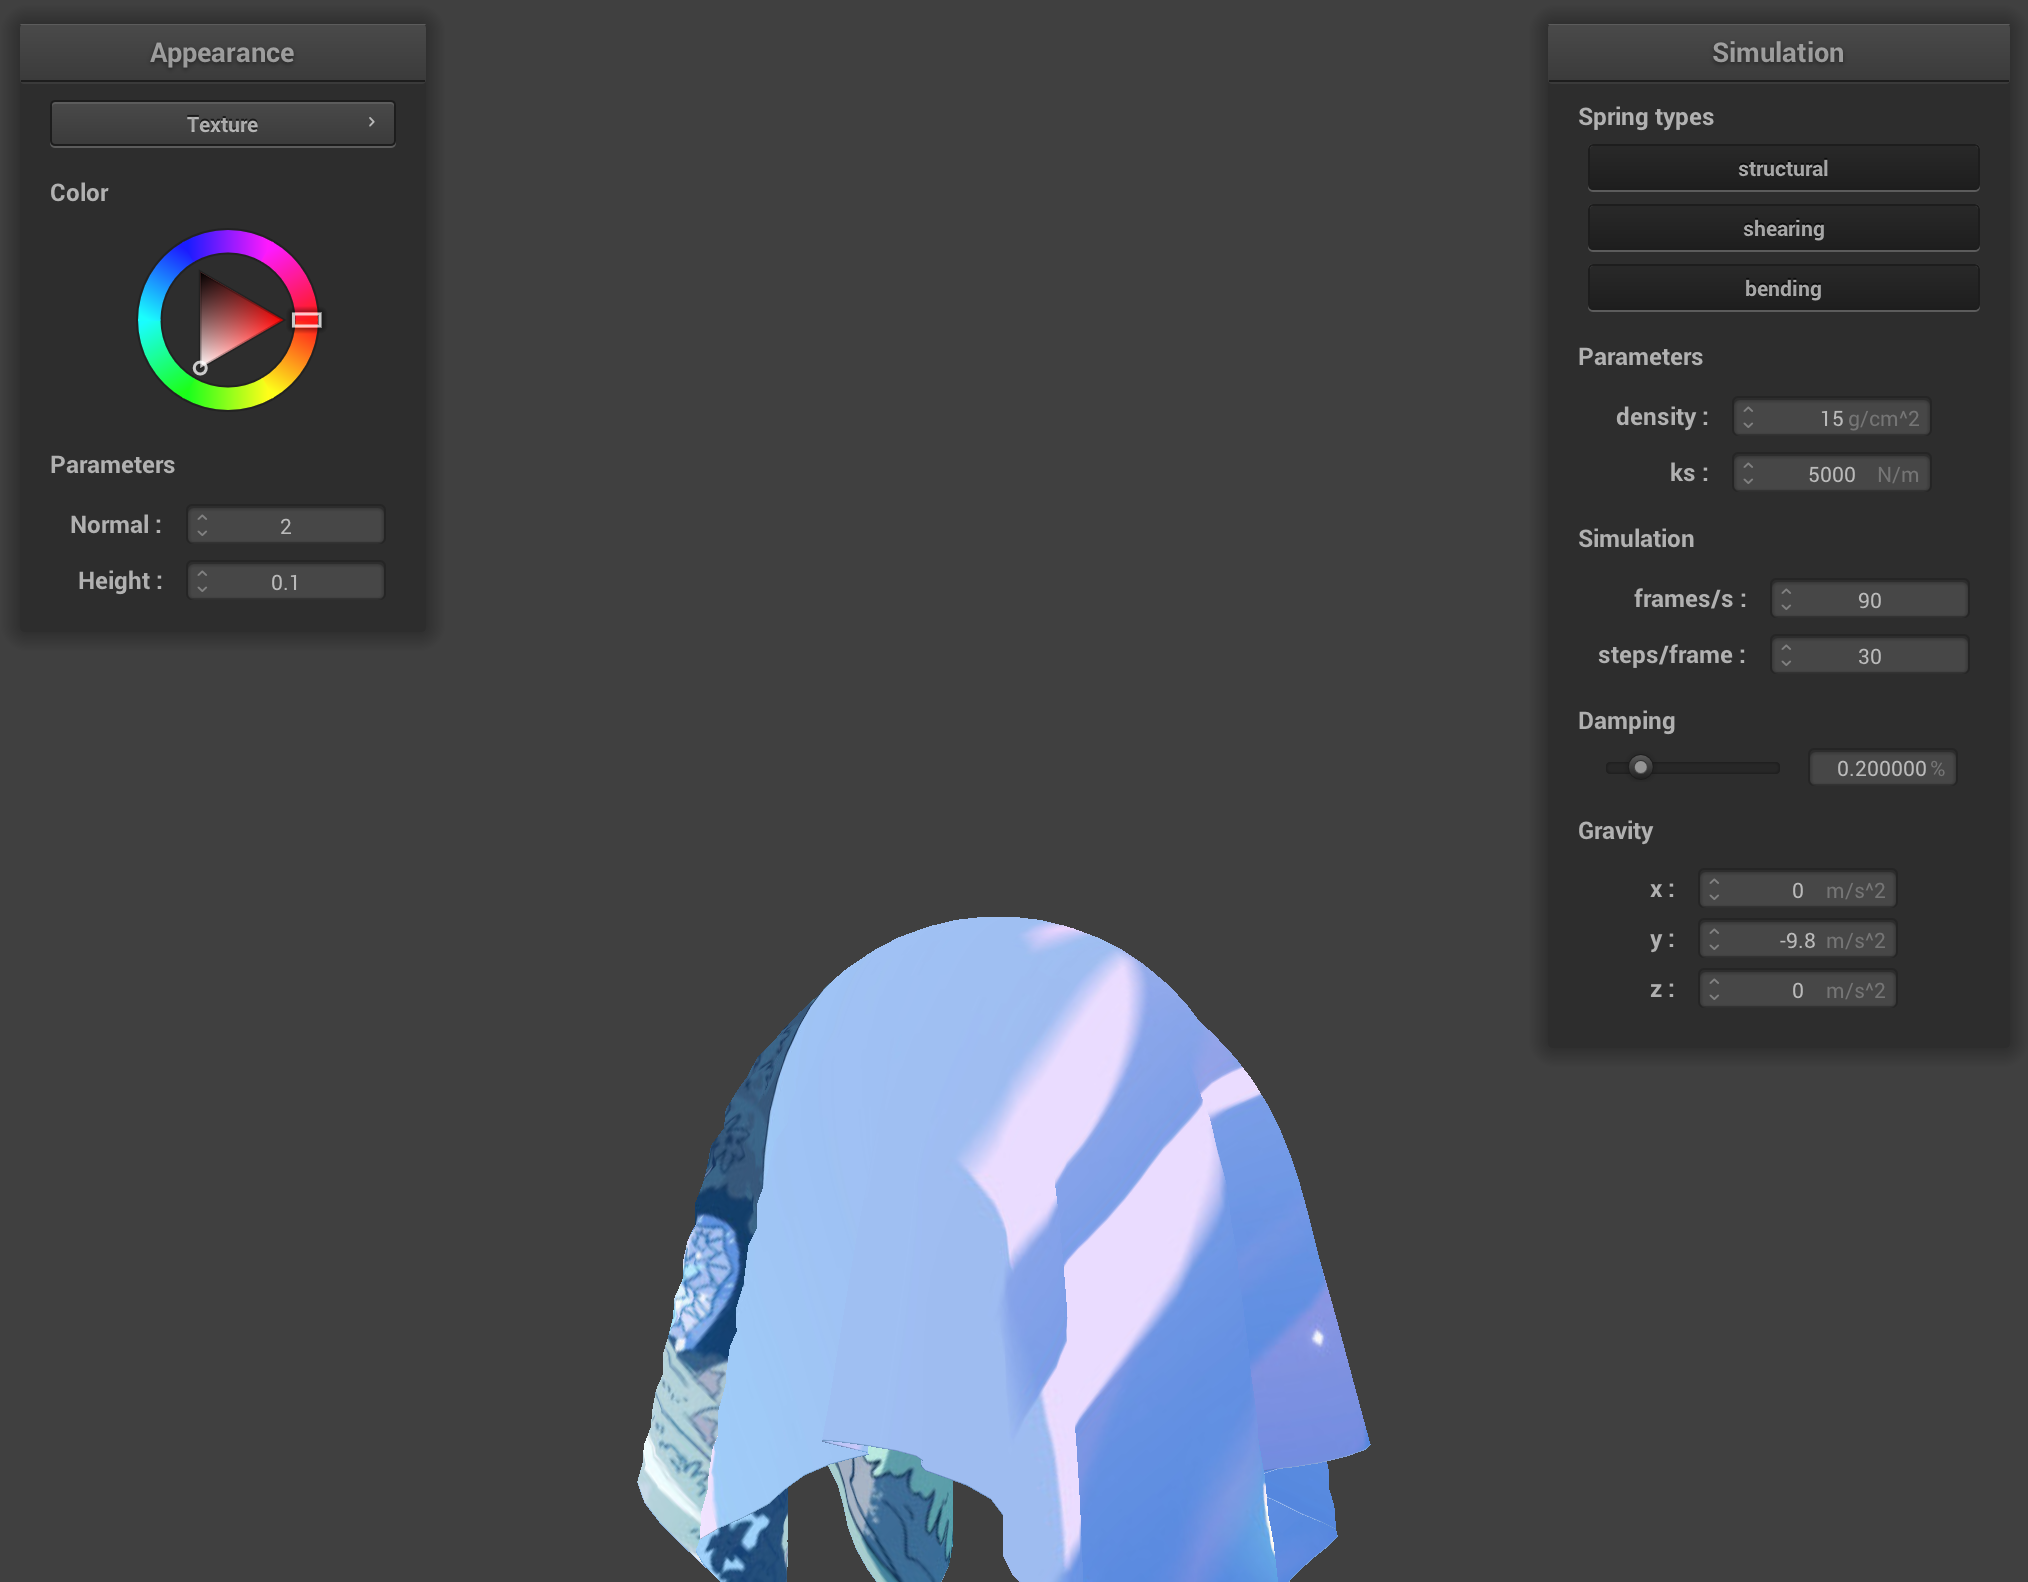 Appearance
Texture
Color
Parameters
Normal : 2
Height : 0.1
Simulation
Spring types
structural
shearing
bending
Parameters
density : 15 g/cm^2
ks : 5000 N/m
Simulation
frames/s : 90
steps/frame : 30
Damping
0.200000 %
Gravity
x : 0 m/s^2
y : -9.8 m/s^2
z : 0 m/s^2